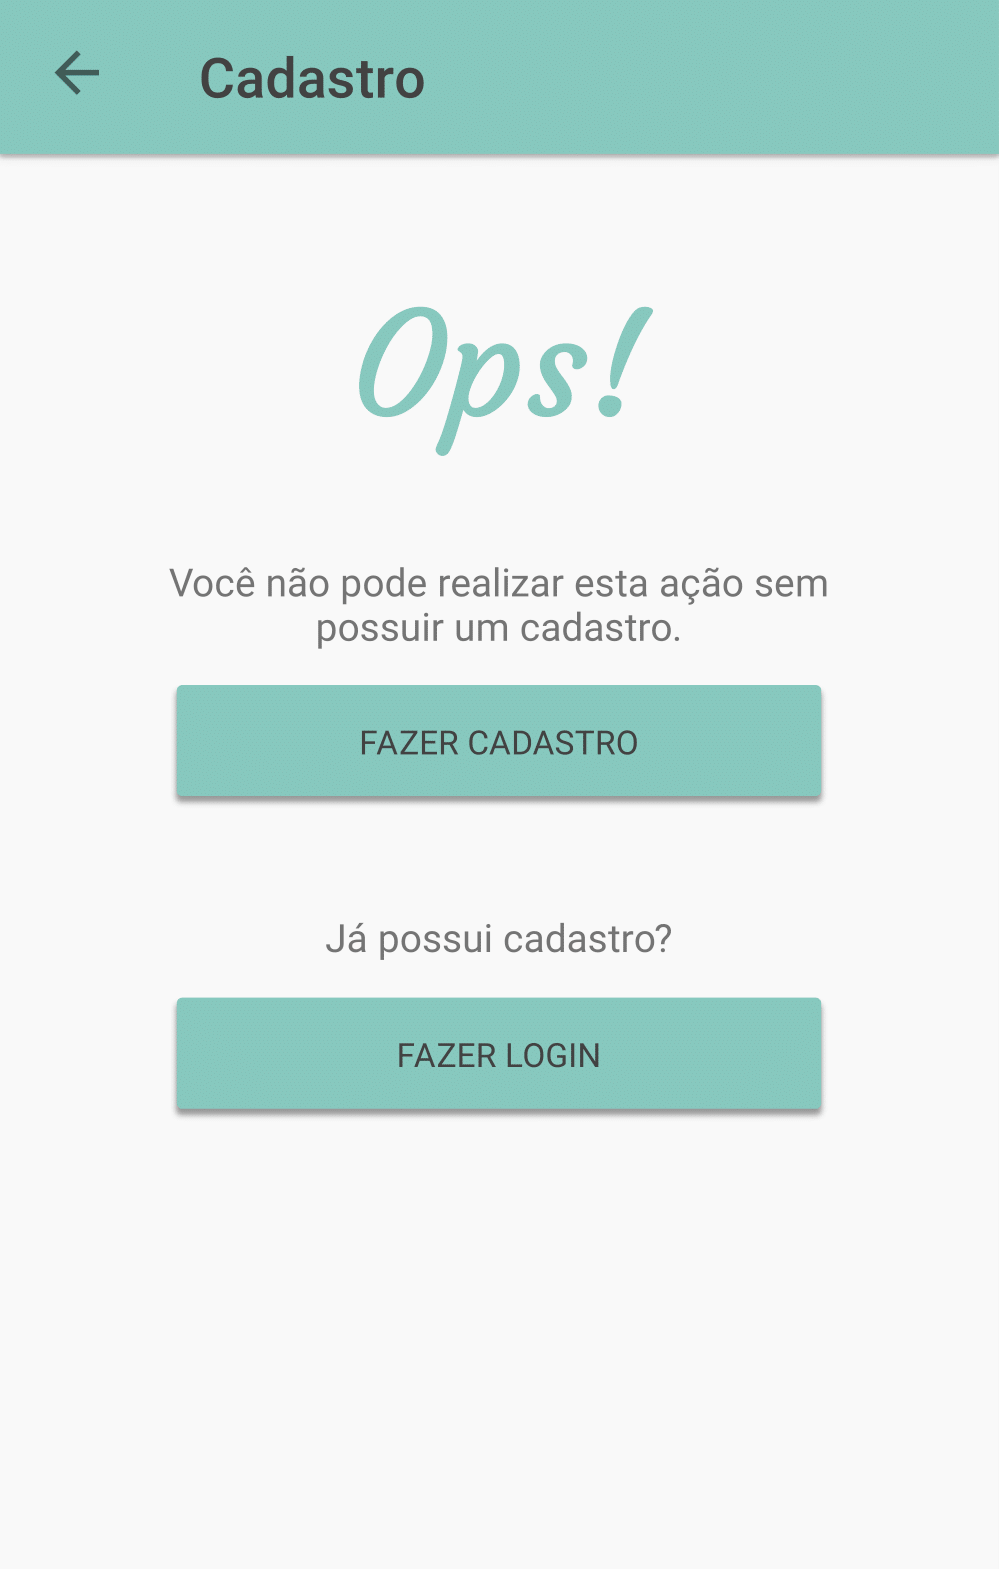 Cadastro
Ops!
Você não pode realizar esta ação sem
possuir um cadastro.
FAZER CADASTRO
Já possui cadastro?
FAZER LOGIN